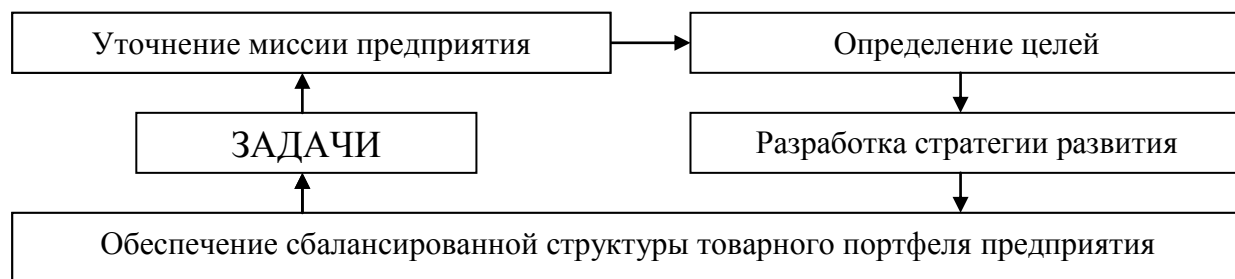 Уточнение миссии предприятия
Определение целей
ЗАДАЧИ
Разработка стратегии развития
Обеспечение сбалансированной структуры товарного портфеля предприятия